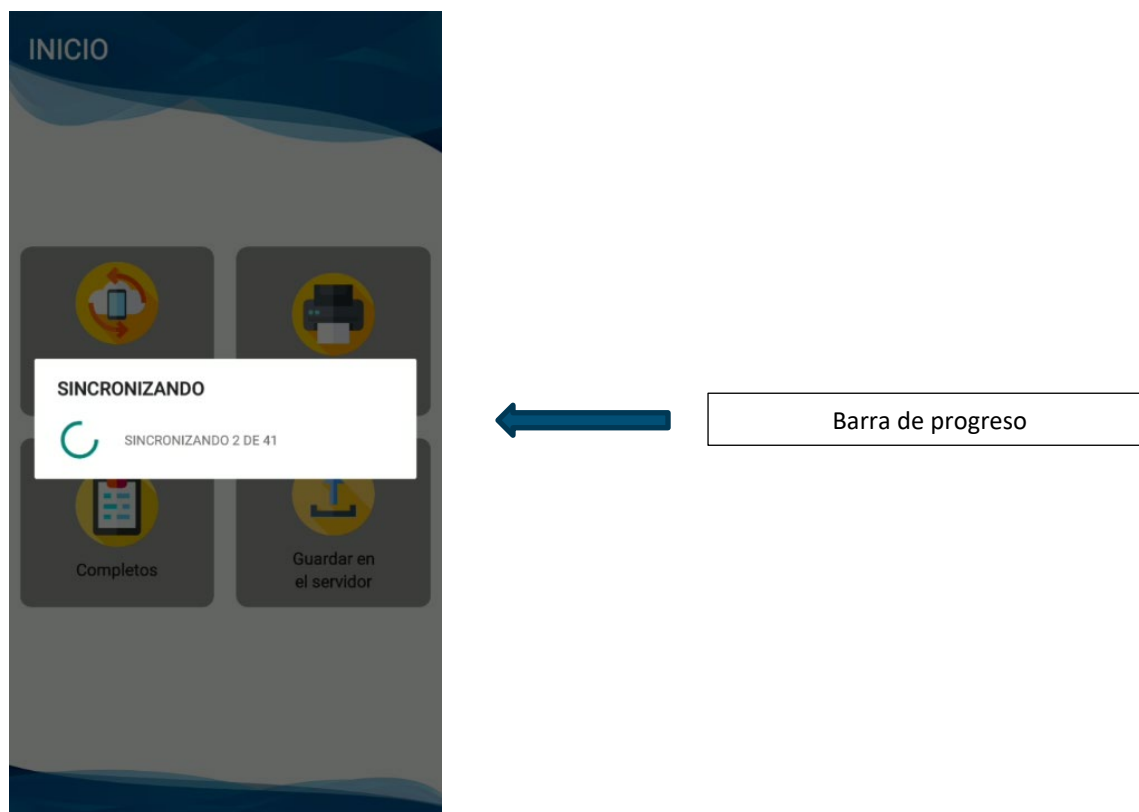 INICIO
SINCRONIZANDO
SINCRONIZANDO 2 DE 41
Barra de progreso
Completos
Guardar en
el servidor